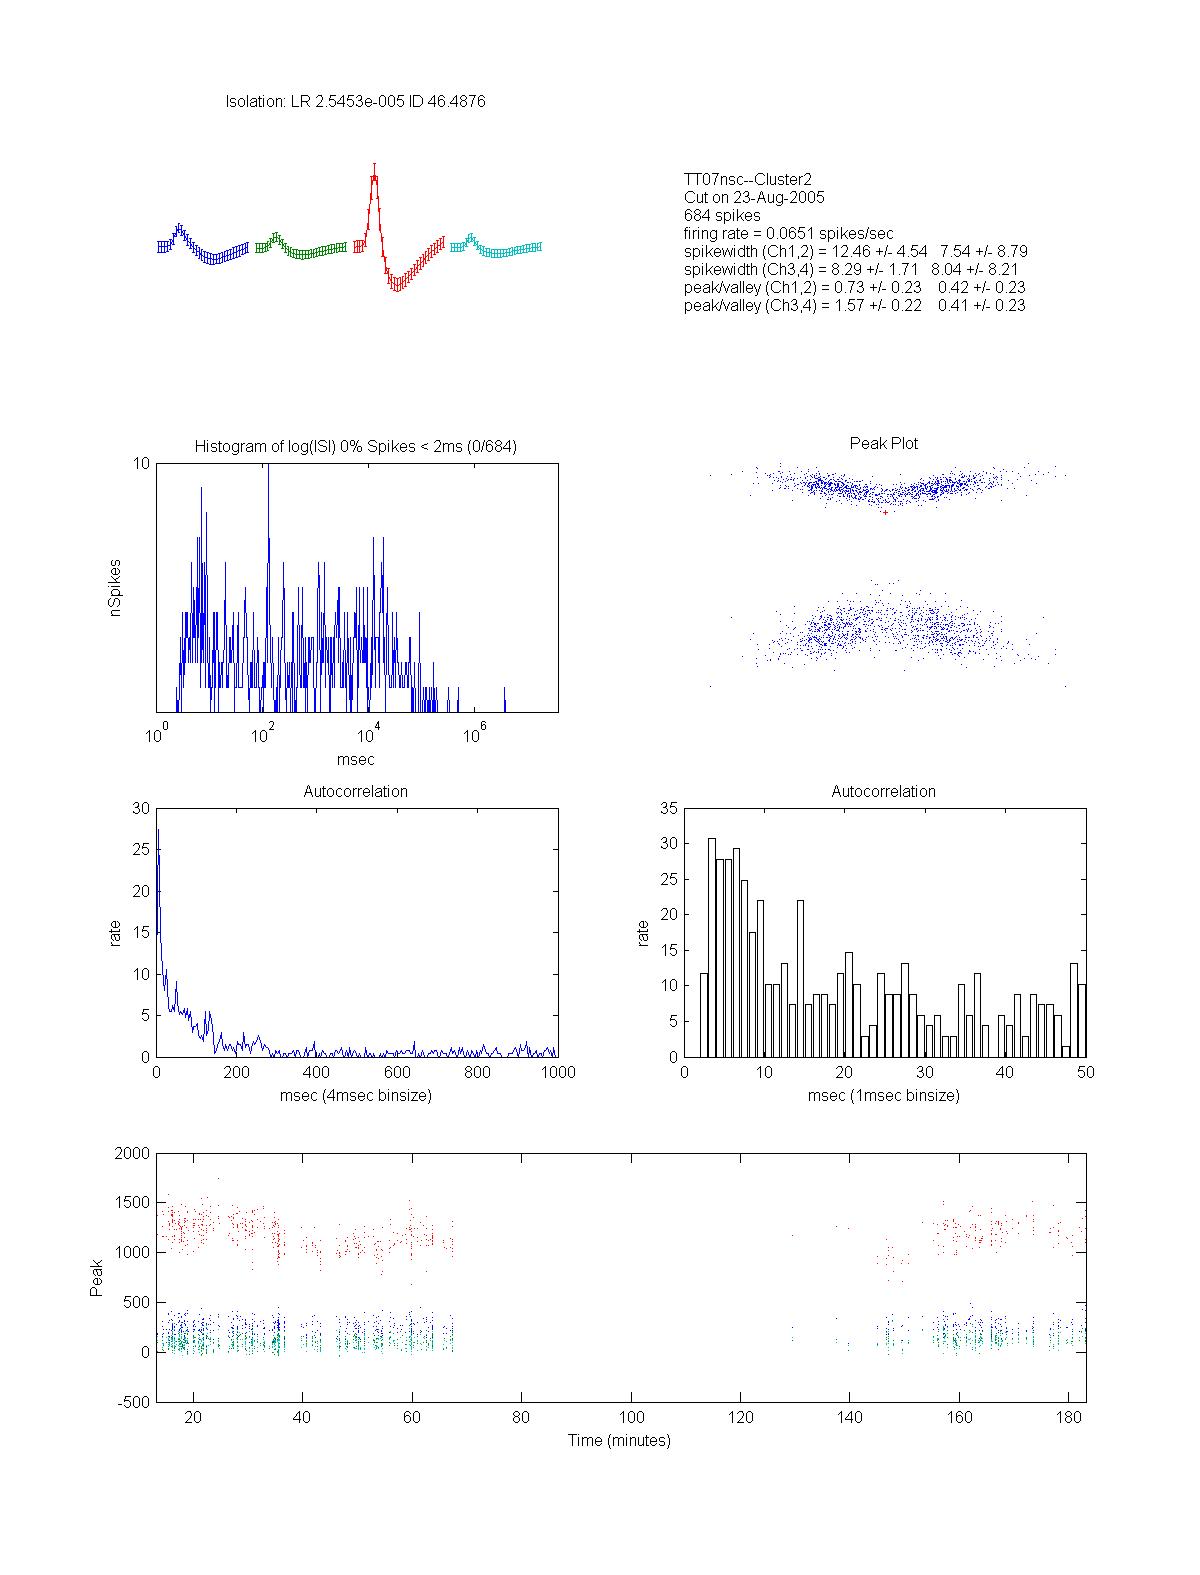 Isolation: LR 2.5453e-005 ID 46.4876
TT07nsc--Cluster2
Cut on 23-Aug-2005
684 spikes
firing rate = 0.0651 spikes/sec
spikewidth (Ch1,2) = 12.46 +/- 4.54 7.54 +/- 8.79
spikewidth (Ch3,4) = 8.29 +/- 1.71 8.04 +/- 8.21
peak/valley (Ch1,2) = 0.73 +/- 0.23 0.42 +/- 0.23
peak/valley (Ch3,4) = 1.57 +/- 0.22 0.41 +/- 0.23
Histogram of log(ISI) 0% Spikes < 2ms (0/684)
10
nSpikes
10^0 10^2 10^4 10^6
msec
Peak Plot
Autocorrelation
30
25
20
15
10
5
0
rate
0 200 400 600 800 1000
msec (4msec binsize)
Autocorrelation
35
30
25
20
15
10
5
0
rate
0 10 20 30 40 50
msec (1msec binsize)
2000
1500
1000
500
0
-500
Peak
20 40 60 80 100 120 140 160 180
Time (minutes)